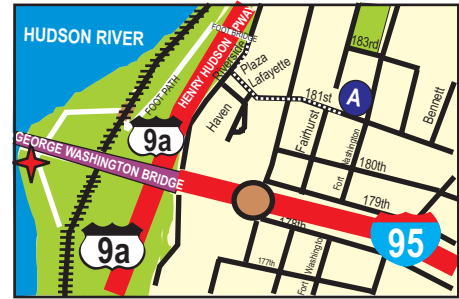 HUDSON RIVER
FOOT BRIDGE
HENRY HUDSON PWAY
Riverside
Plaza
Lafayette
183rd
FOOT PATH
181st
A
Bennett
Haven
Fairhurst
9a
GEORGE WASHINGTON BRIDGE
Fort Washington
180th
179th
178th
9a
95
177th
Fort Washington